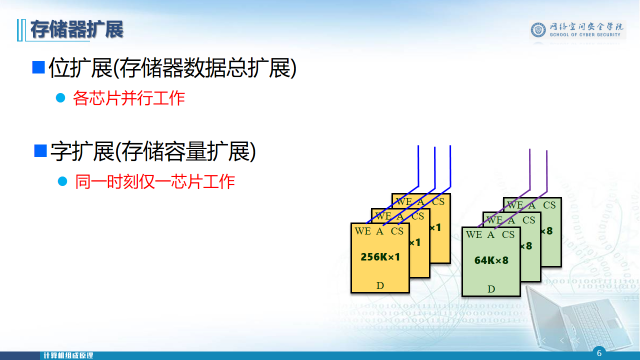 存储器扩展
网络空间安全学院
SCHOOL OF CYBER SECURITY
位扩展(存储器数据总扩展)
各芯片并行工作
字扩展(存储容量扩展)
同一时刻仅一芯片工作
WE A CS
×1
WE A CS
×1
WE A CS
256K×1
D
WE A CS
×8
WE A CS
×8
WE A CS
64K×8
D
计算机组成原理
6